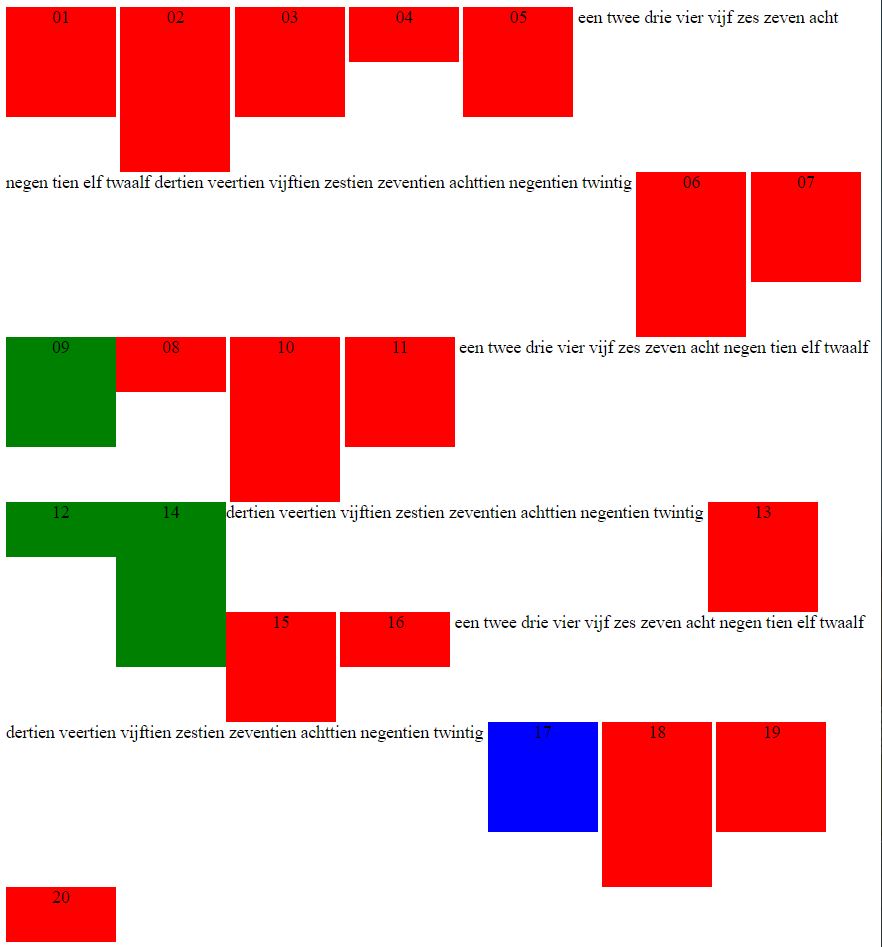 01 02 03 04 05 een twee drie vier vijf zes zeven acht
negen tien elf twaalf dertien veertien vijftien zestien zeventien achttien negentien twintig 06 07
09 08 10 11 een twee drie vier vijf zes zeven acht negen tien elf twaalf
12 14 dertien veertien vijftien zestien zeventien achttien negentien twintig 13
15 16 een twee drie vier vijf zes zeven acht negen tien elf twaalf
dertien veertien vijftien zestien zeventien achttien negentien twintig 17 18 19
20